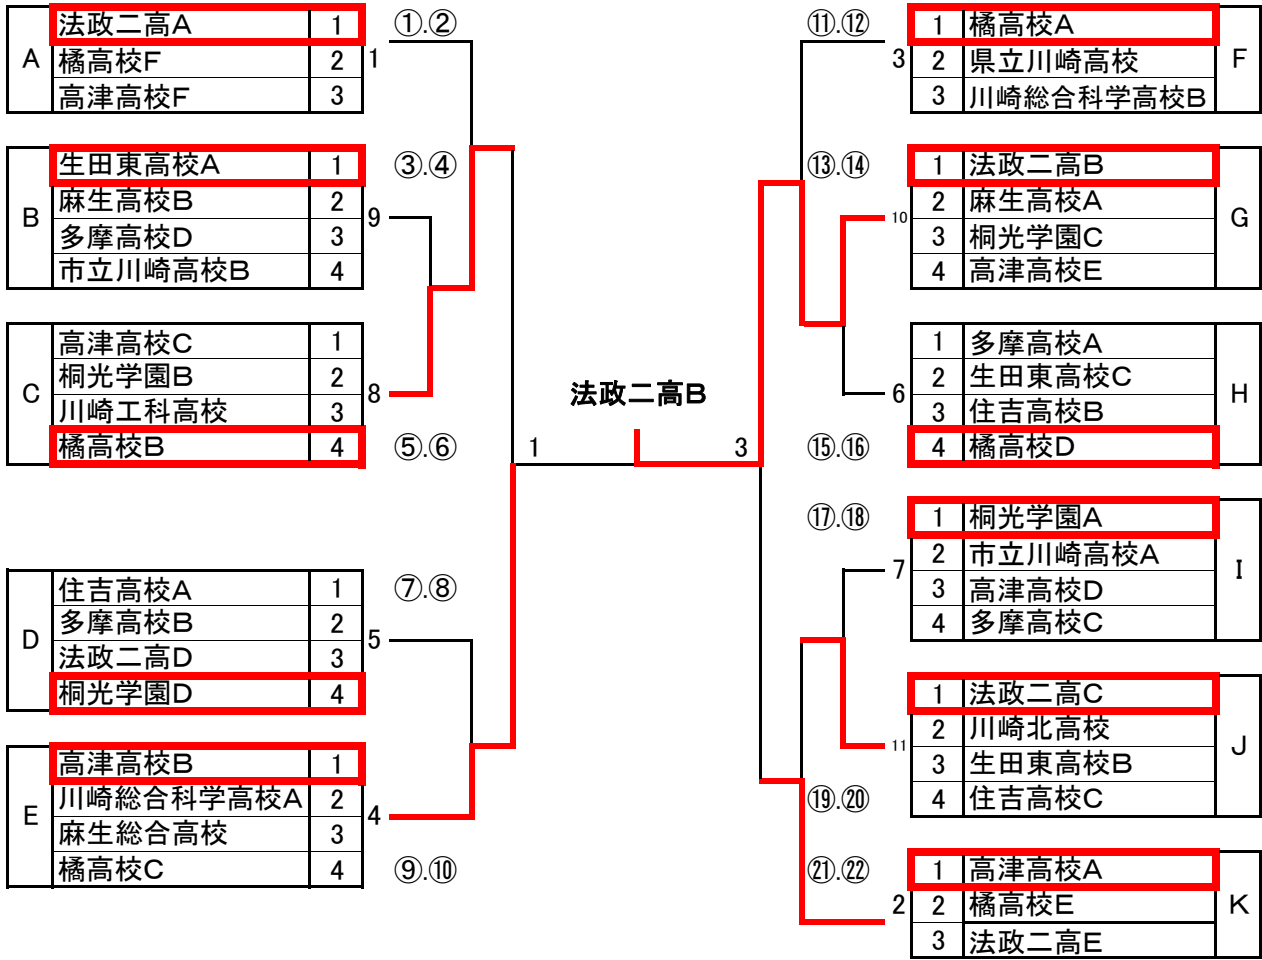 A
法政二高A 1
橘高校F 2
高津高校F 3
1
①.②
B
生田東高校A 1
麻生高校B 2
多摩高校D 3
市立川崎高校B 4
9
③.④
C
高津高校C 1
桐光学園B 2
川崎工科高校 3
橘高校B 4
8
⑤.⑥
D
住吉高校A 1
多摩高校B 2
法政二高D 3
桐光学園D 4
5
⑦.⑧
E
高津高校B 1
川崎総合科学高校A 2
麻生総合高校 3
橘高校C 4
4
⑨.⑩
法政二高B
1
3
⑪.⑫
3
1 橘高校A
2 県立川崎高校
3 川崎総合科学高校B
F
⑬.⑭
10
1 法政二高B
2 麻生高校A
3 桐光学園C
4 高津高校E
G
6
1 多摩高校A
2 生田東高校C
3 住吉高校B
4 橘高校D
H
⑮.⑯
⑰.⑱
7
1 桐光学園A
2 市立川崎高校A
3 高津高校D
4 多摩高校C
I
11
1 法政二高C
2 川崎北高校
3 生田東高校B
4 住吉高校C
J
⑲.⑳
㉑.㉒
2
1 高津高校A
2 橘高校E
3 法政二高E
K